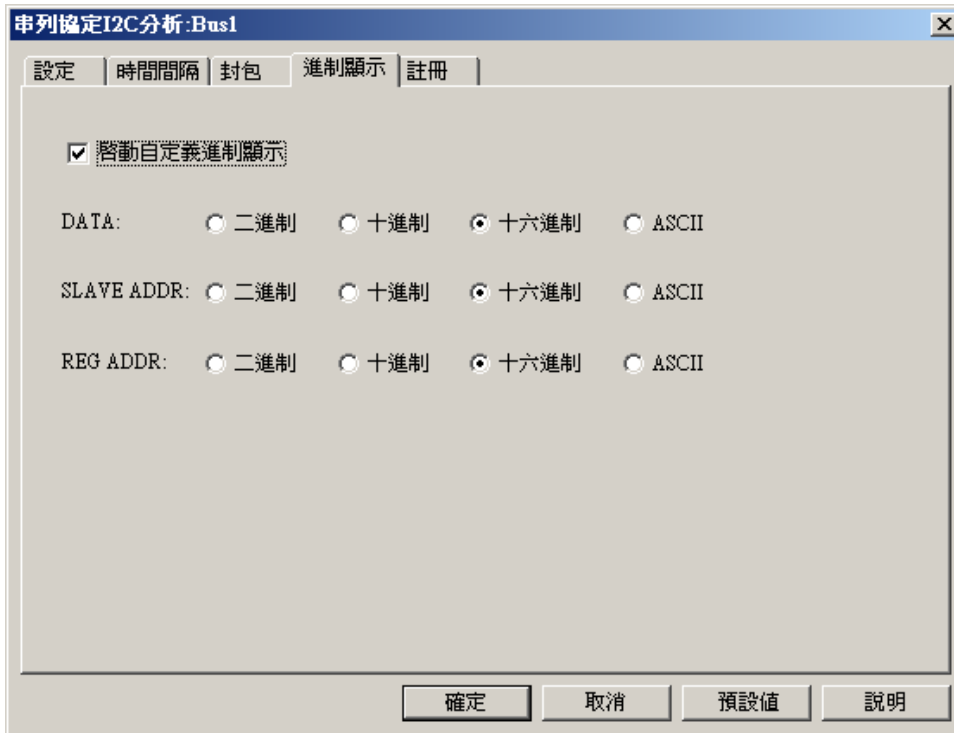 串列協定I2C分析:Bus1
設定 時間間隔 封包 進制顯示 註冊
啓動自定義進制顯示
DATA: 二進制 十進制 十六進制 ASCII
SLAVE ADDR: 二進制 十進制 十六進制 ASCII
REG ADDR: 二進制 十進制 十六進制 ASCII
確定 取消 預設值 說明